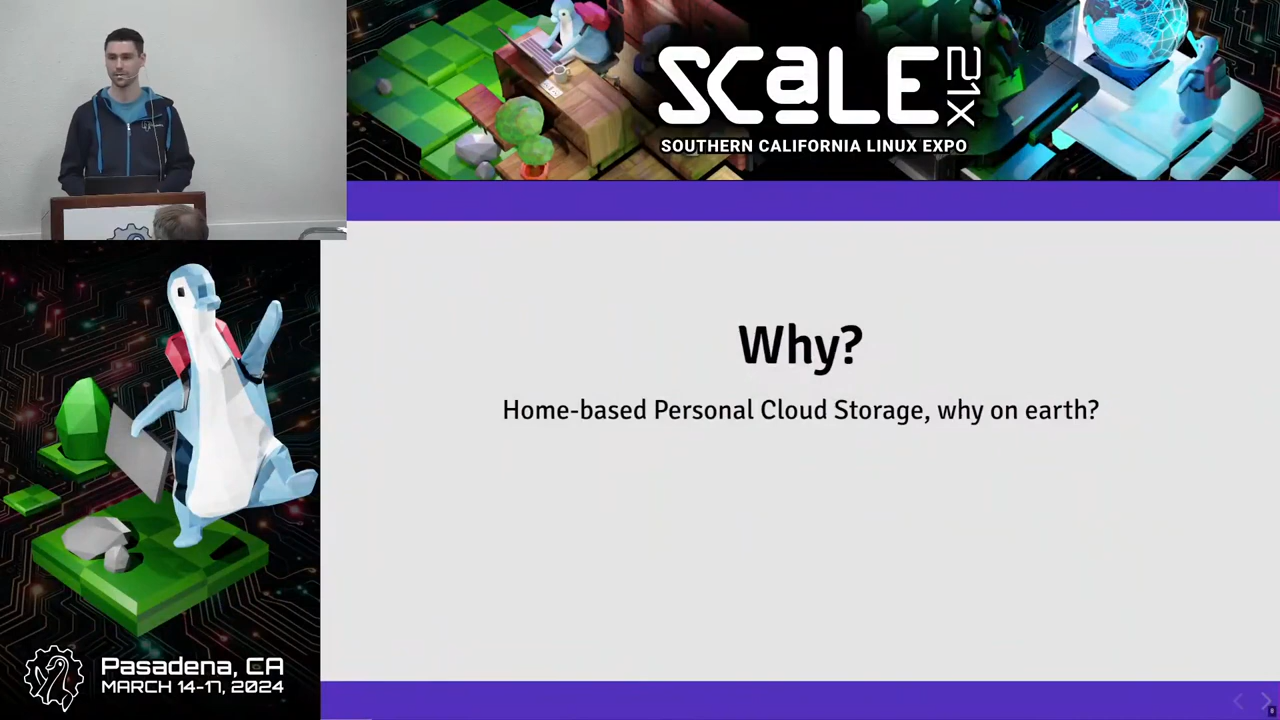 SCaLE 21x
SOUTHERN CALIFORNIA LINUX EXPO
Why?
Home-based Personal Cloud Storage, why on earth?
Pasadena, CA
MARCH 14-17, 2024